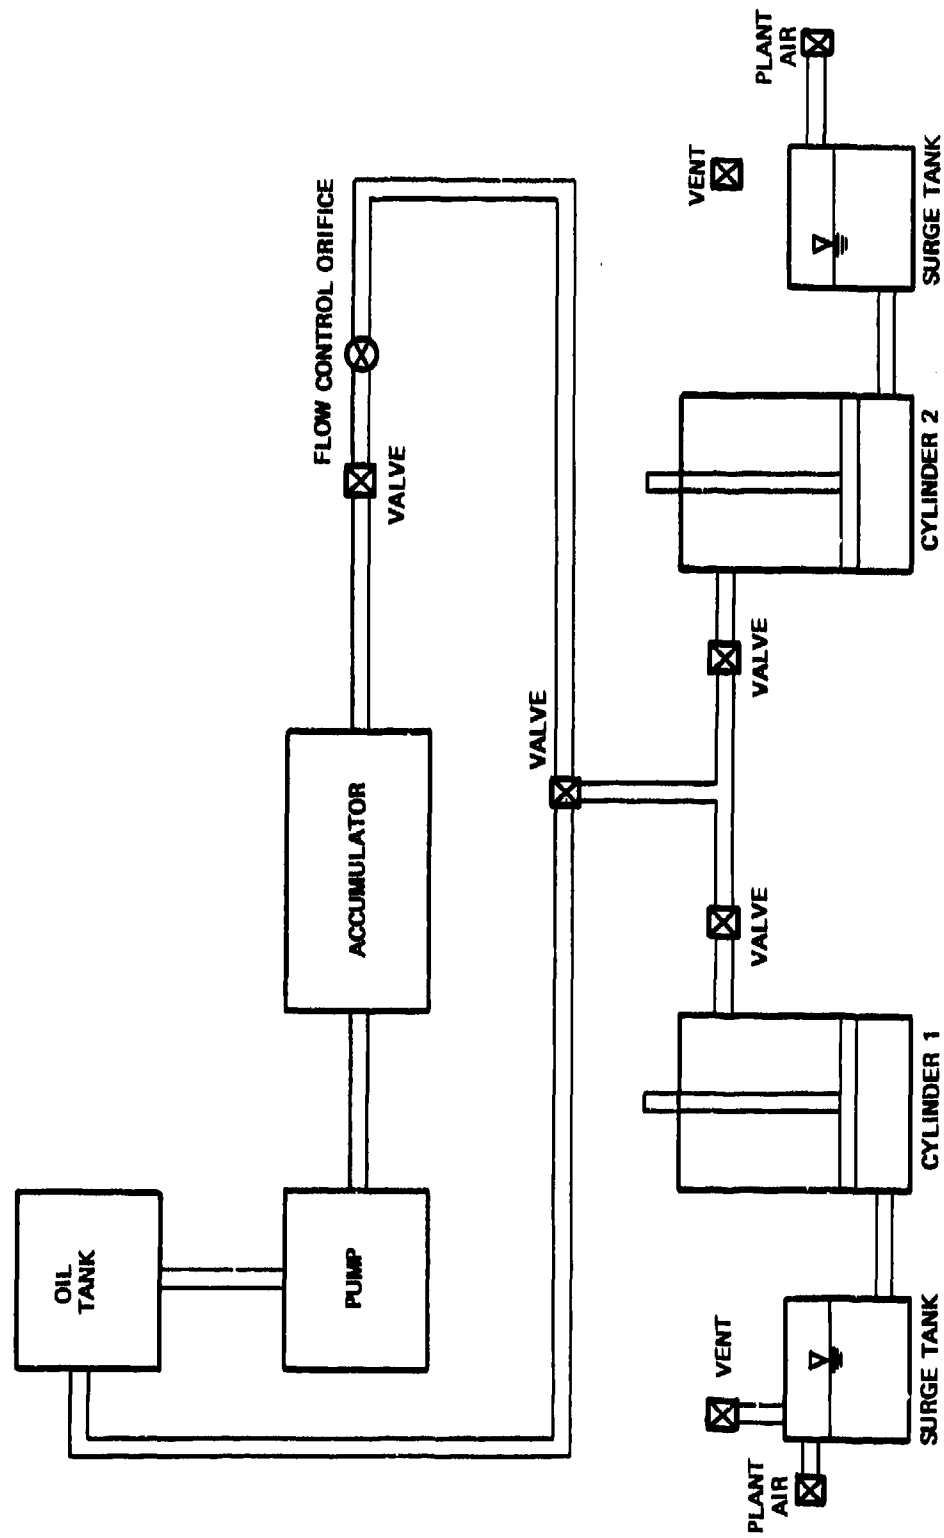 OIL
TANK
PUMP
ACCUMULATOR
VALVE
FLOW CONTROL ORIFICE
VALVE
PLANT
AIR
VENT
SURGE TANK
CYLINDER 1
VALVE
VALVE
CYLINDER 2
VENT
SURGE TANK
PLANT
AIR